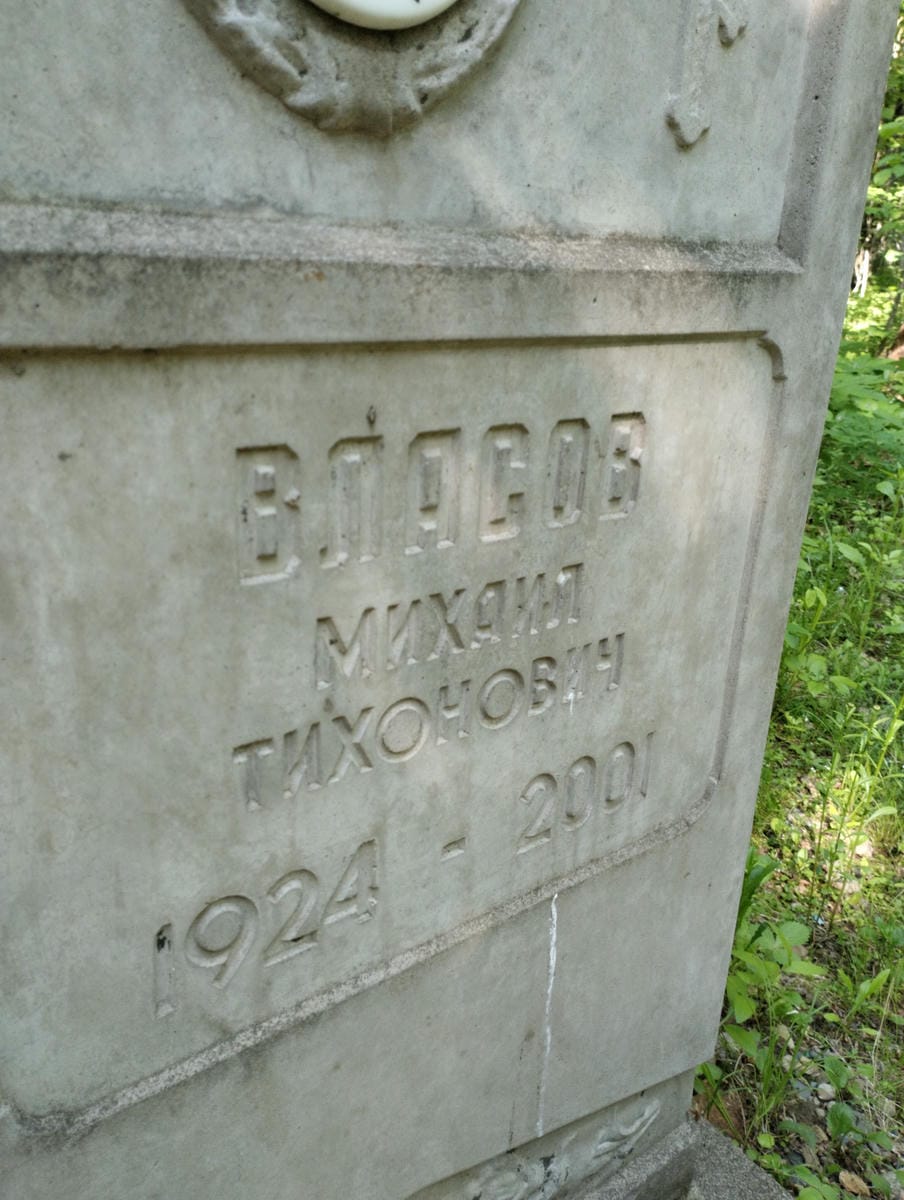 ВЛАСОВ
МИХАИЛ
ТИХОНОВИЧ
1924 - 2001